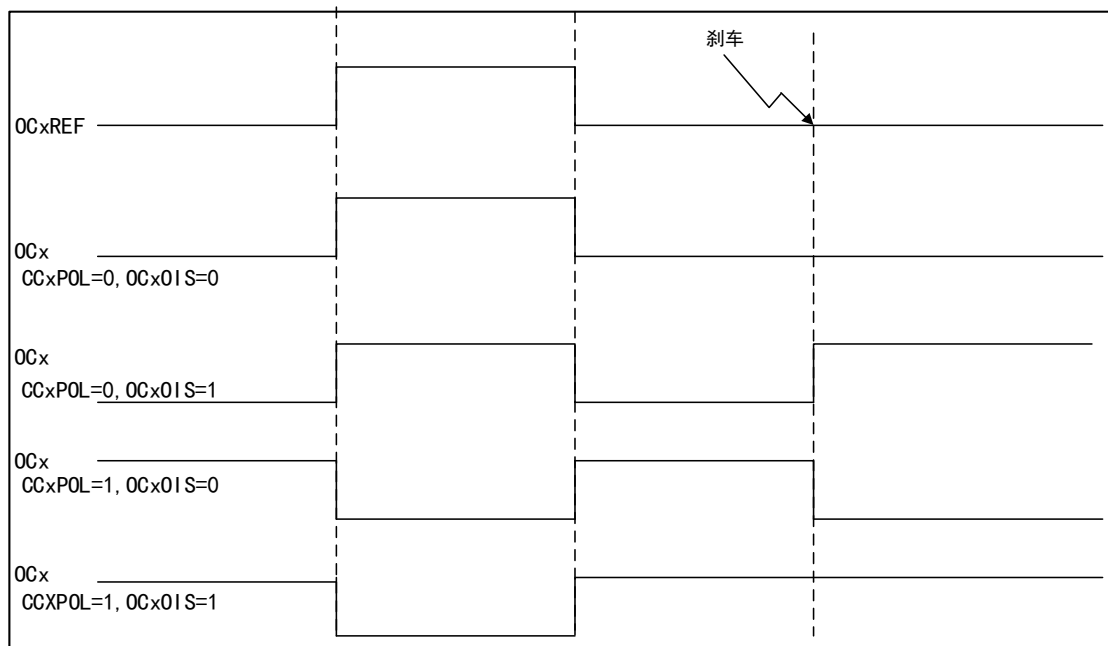 刹车
OCxREF
OCx
CCxPOL=0,OCxOIS=0
OCx
CCxPOL=0,OCxOIS=1
OCx
CCxPOL=1,OCxOIS=0
OCx
CCXPOL=1,OCxOIS=1